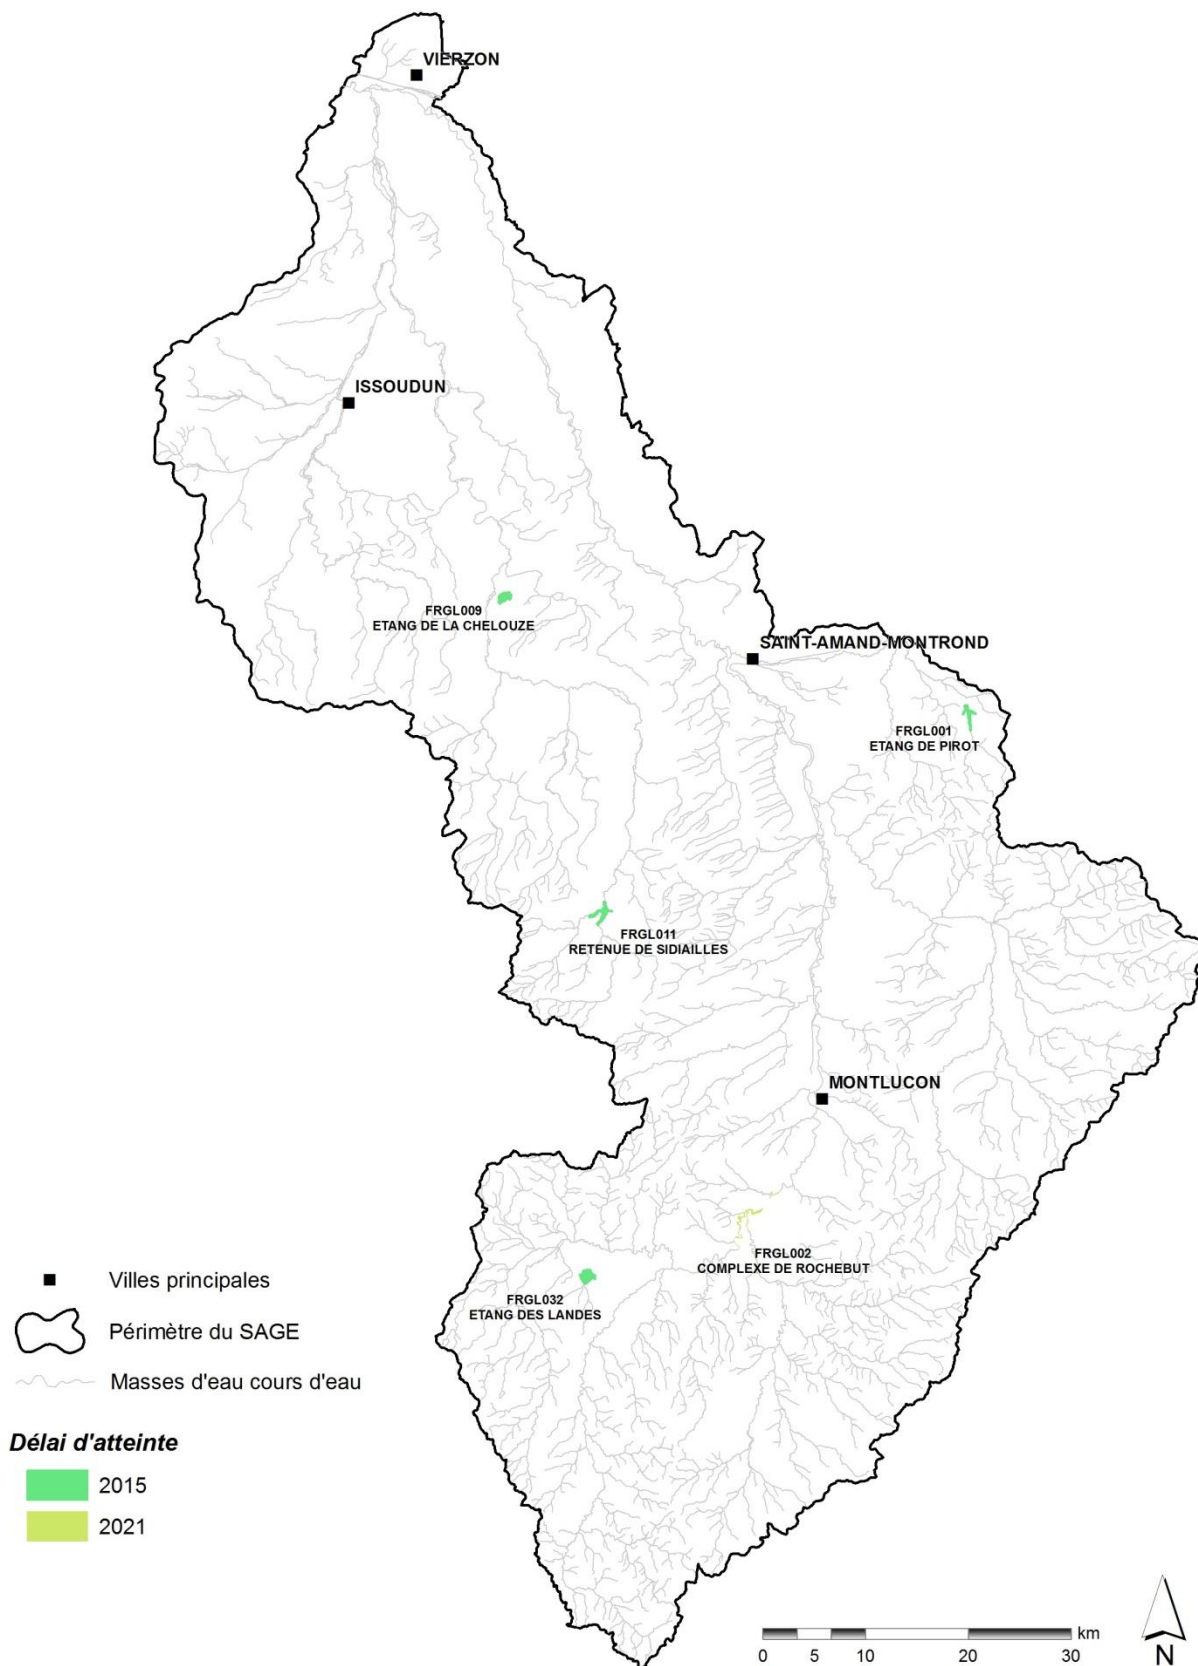 VIERZON
ISSOUDUN
FRGL009
ETANG DE LA CHELOUZE
SAINT-AMAND-MONTROND
FRGL001
ETANG DE PIROT
FRGL011
RETENUE DE SIDIAILLES
MONTLUCON
FRGL002
COMPLEXE DE ROCHEBUT
FRGL032
ETANG DES LANDES
Villes principales
Périmètre du SAGE
Masses d'eau cours d'eau
Délai d'atteinte
2015
2021
km
0 5 10 20 30
N